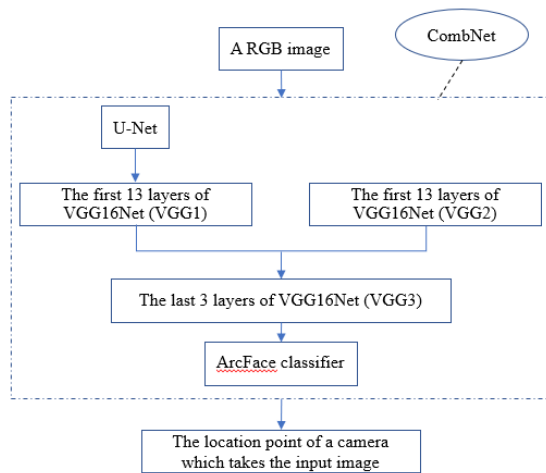 A RGB image
CombNet
U-Net
The first 13 layers of
VGG16Net (VGG1)
The first 13 layers of
VGG16Net (VGG2)
The last 3 layers of VGG16Net (VGG3)
ArcFace classifier
The location point of a camera
which takes the input image